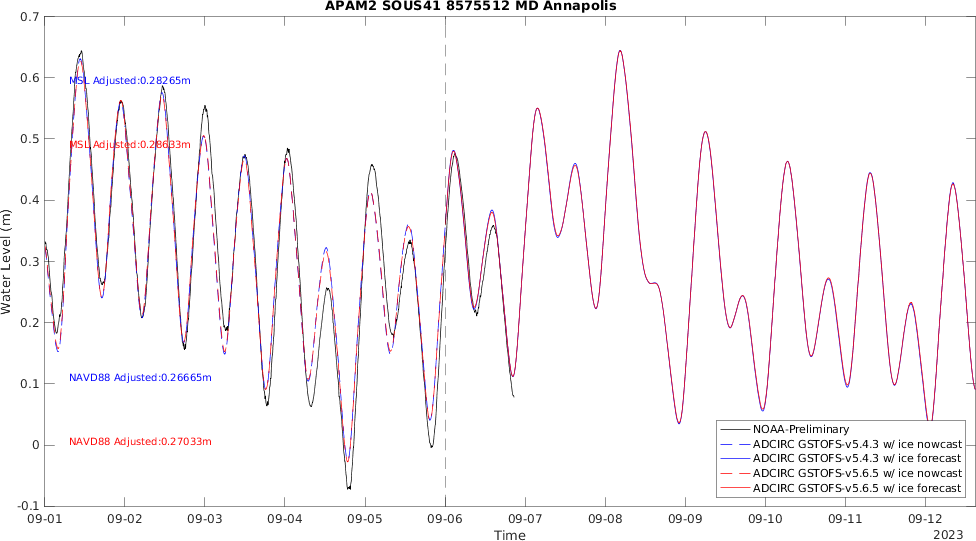 APAM2 SOUS41 8575512 MD Annapolis
0.7
0.6
0.5
0.4
0.3
0.2
0.1
0
-0.1
Water Level (m)
MSL Adjusted:0.28265m
MSL Adjusted:0.28633m
NAVD88 Adjusted:0.26665m
NAVD88 Adjusted:0.27033m
NOAA-Preliminary
ADCIRC GSTOFS-v5.4.3 w/ ice nowcast
ADCIRC GSTOFS-v5.4.3 w/ ice forecast
ADCIRC GSTOFS-v5.6.5 w/ ice nowcast
ADCIRC GSTOFS-v5.6.5 w/ ice forecast
09-01 09-02 09-03 09-04 09-05 09-06 09-07 09-08 09-09 09-10 09-11 09-12
Time
2023